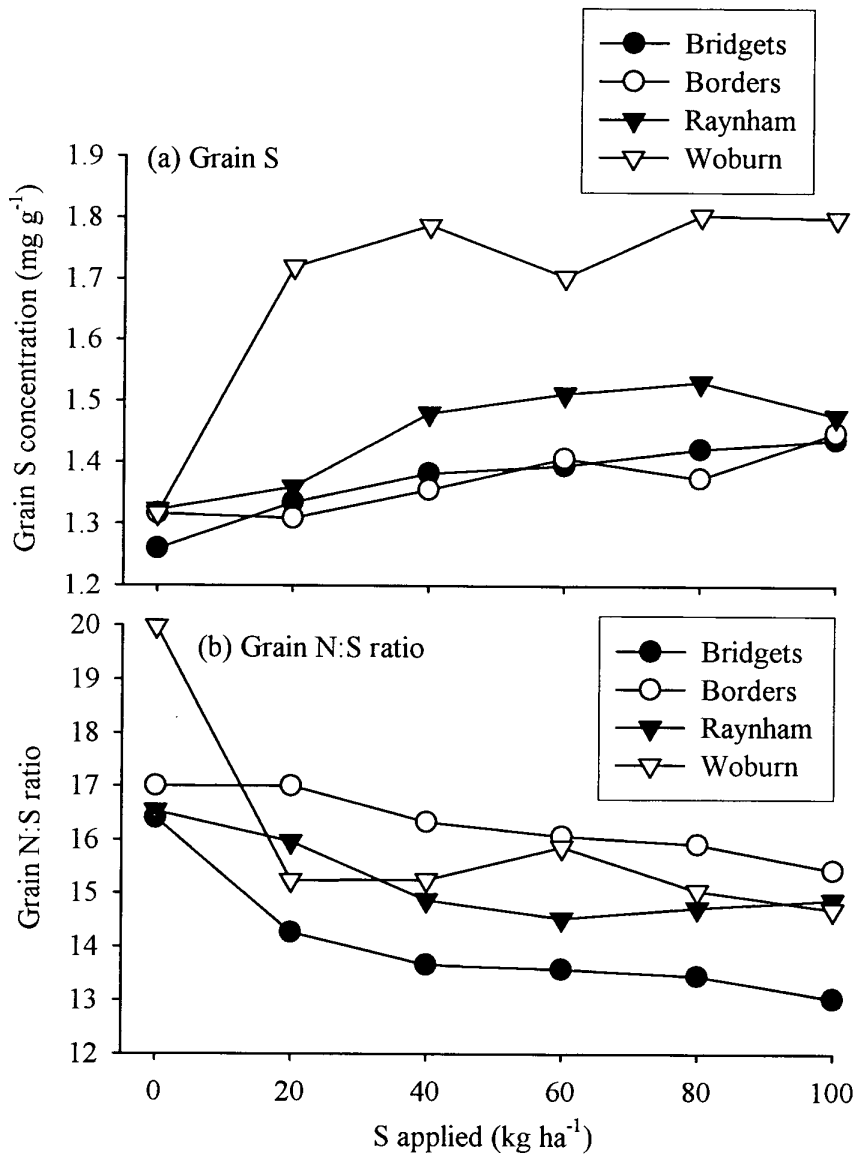 Bridgets
Borders
Raynham
Woburn
(a) Grain S
Grain S concentration (mg g⁻¹)
1.9
1.8
1.7
1.6
1.5
1.4
1.3
1.2
(b) Grain N:S ratio
Bridgets
Borders
Raynham
Woburn
Grain N:S ratio
20
19
18
17
16
15
14
13
12
0 20 40 60 80 100
S applied (kg ha⁻¹)